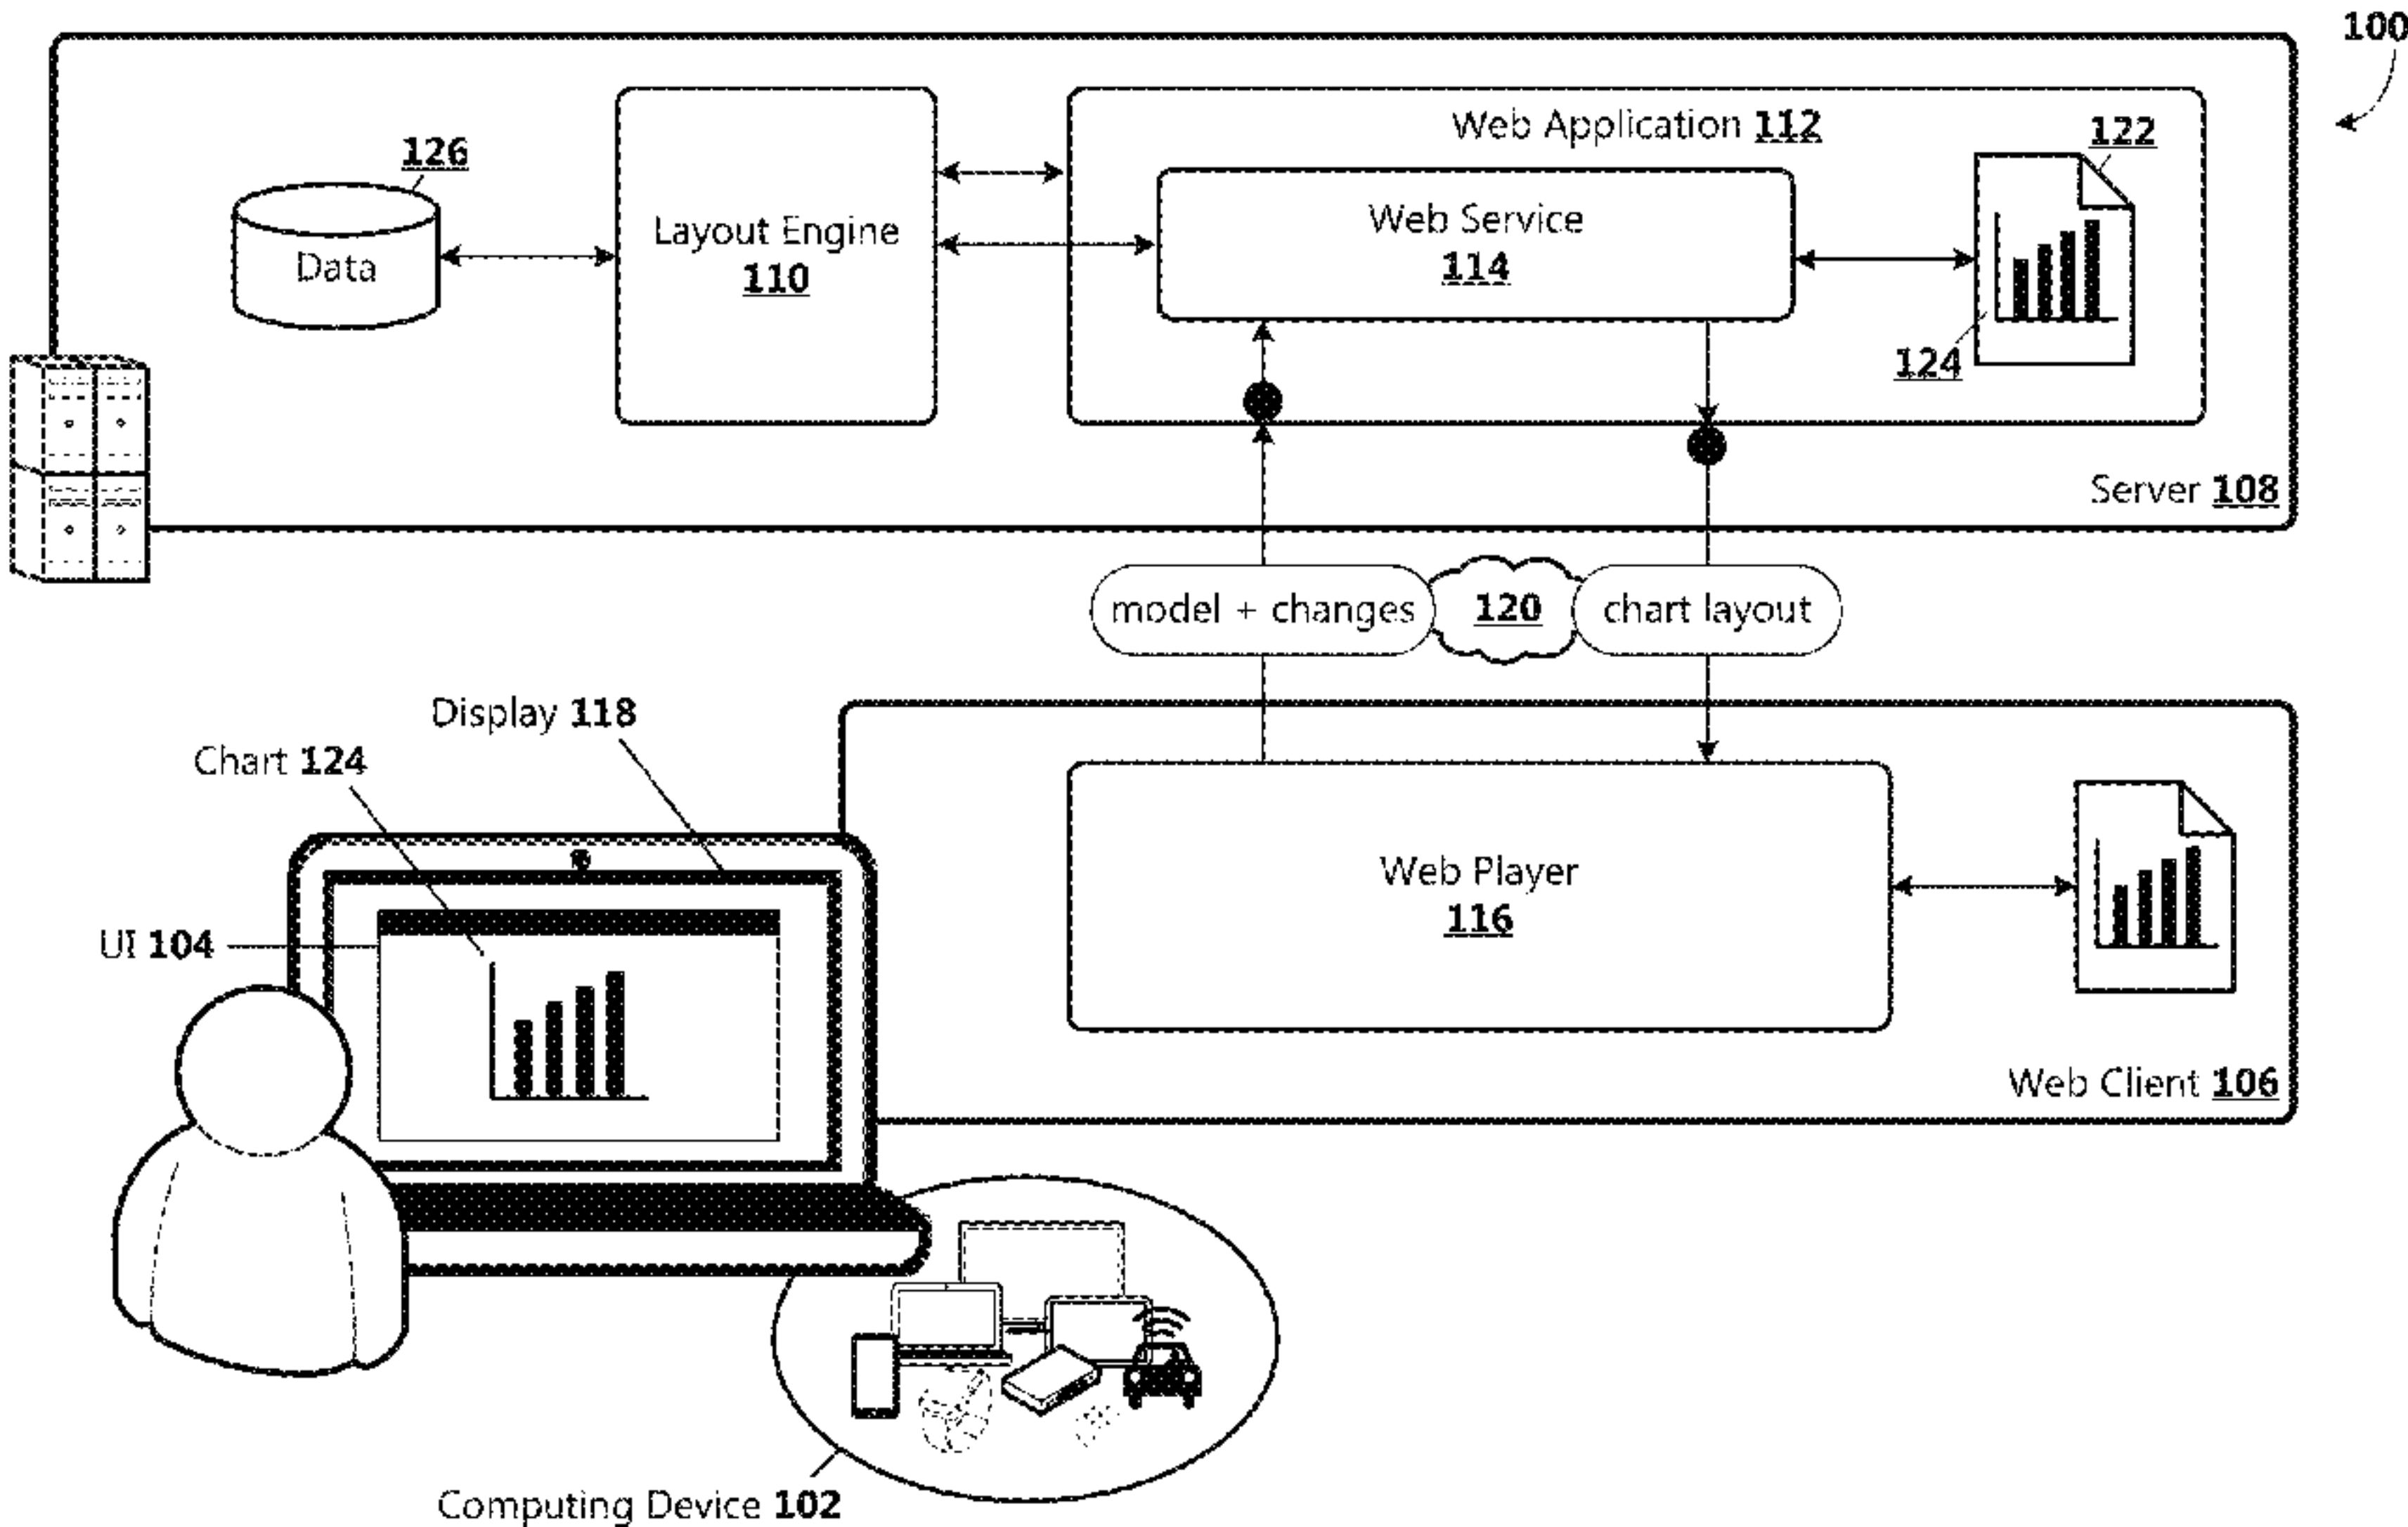 100
Web Application 112
122
126
Layout Engine
110
Web Service
114
Data
124
Server 108
model + changes
120
chart layout
Display 118
Chart 124
Web Player
116
UI 104
Web Client 106
Computing Device 102